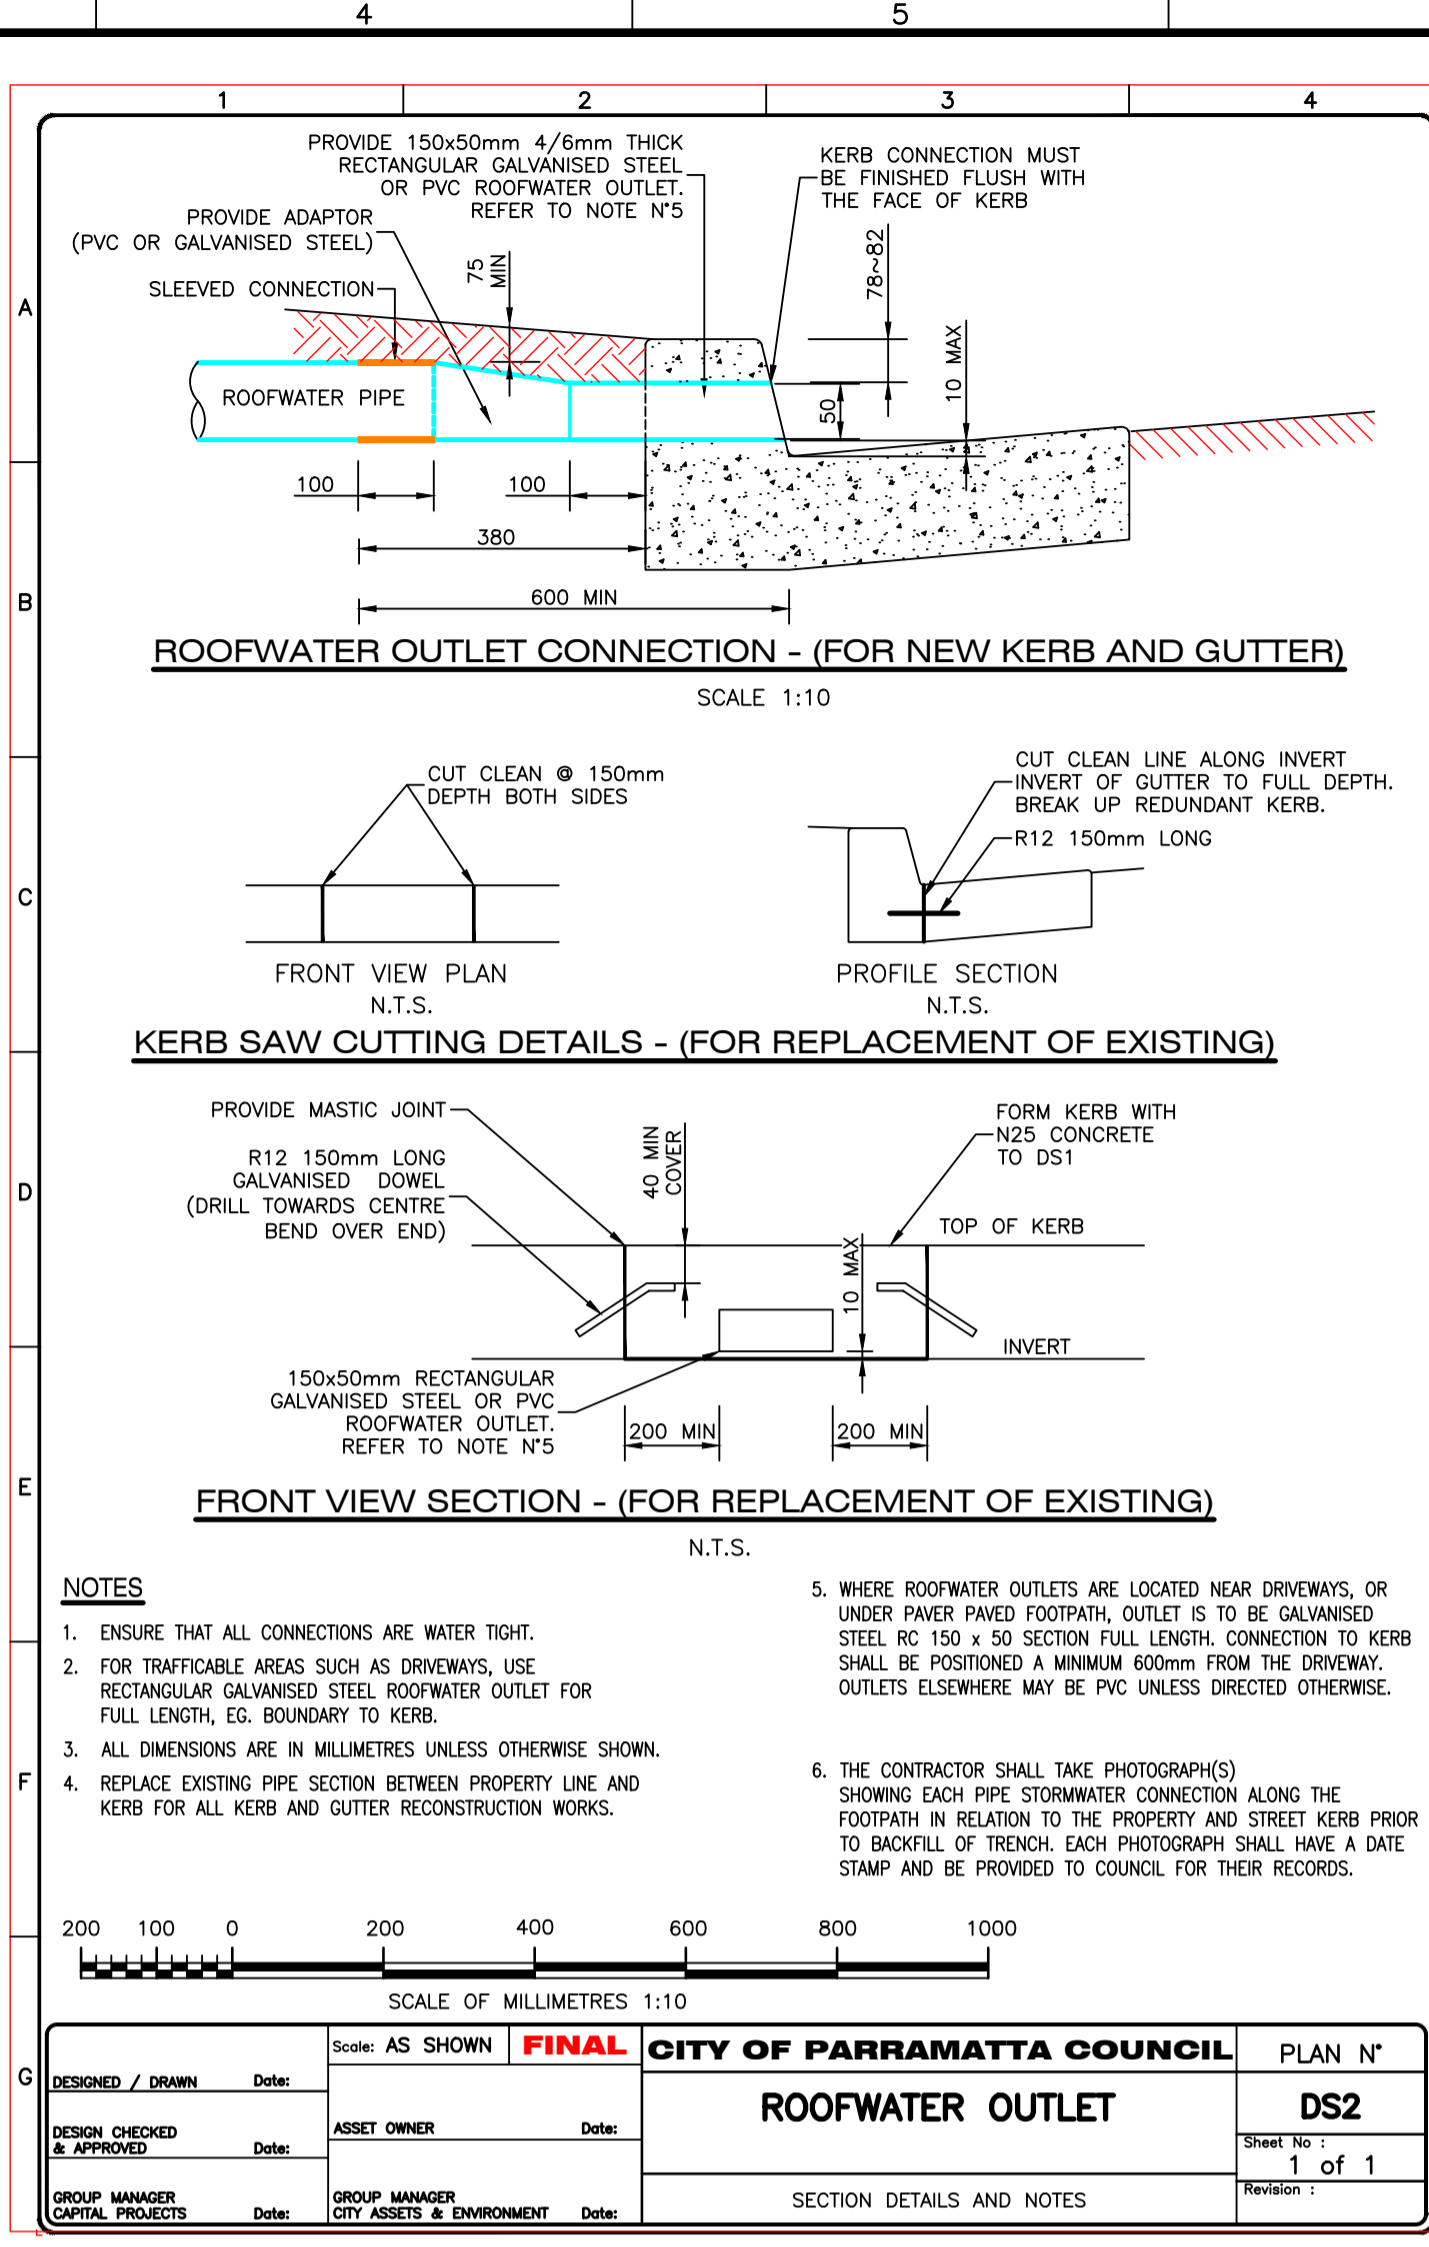 4 5
1 2 3 4
PROVIDE 150x50mm 4/6mm THICK
RECTANGULAR GALVANISED STEEL
OR PVC ROOFWATER OUTLET.
REFER TO NOTE N°5
KERB CONNECTION MUST
BE FINISHED FLUSH WITH
THE FACE OF KERB
PROVIDE ADAPTOR
(PVC OR GALVANISED STEEL)
SLEEVED CONNECTION
75
MIN
78~82
A
10 MAX
ROOFWATER PIPE
50
100
100
380
600 MIN
B
ROOFWATER OUTLET CONNECTION - (FOR NEW KERB AND GUTTER)
SCALE 1:10
CUT CLEAN @ 150mm
DEPTH BOTH SIDES
CUT CLEAN LINE ALONG INVERT
INVERT OF GUTTER TO FULL DEPTH.
BREAK UP REDUNDANT KERB.
R12 150mm LONG
C
FRONT VIEW PLAN
N.T.S.
PROFILE SECTION
N.T.S.
KERB SAW CUTTING DETAILS - (FOR REPLACEMENT OF EXISTING)
PROVIDE MASTIC JOINT
R12 150mm LONG
GALVANISED DOWEL
(DRILL TOWARDS CENTRE
BEND OVER END)
40 MIN
COVER
FORM KERB WITH
N25 CONCRETE
TO DS1
D
TOP OF KERB
10 MAX
INVERT
150x50mm RECTANGULAR
GALVANISED STEEL OR PVC
ROOFWATER OUTLET.
REFER TO NOTE N°5
200 MIN
200 MIN
E
FRONT VIEW SECTION - (FOR REPLACEMENT OF EXISTING)
N.T.S.
NOTES
1. ENSURE THAT ALL CONNECTIONS ARE WATER TIGHT.
2. FOR TRAFFICABLE AREAS SUCH AS DRIVEWAYS, USE
RECTANGULAR GALVANISED STEEL ROOFWATER OUTLET FOR
FULL LENGTH, EG. BOUNDARY TO KERB.
3. ALL DIMENSIONS ARE IN MILLIMETRES UNLESS OTHERWISE SHOWN.
4. REPLACE EXISTING PIPE SECTION BETWEEN PROPERTY LINE AND
KERB FOR ALL KERB AND GUTTER RECONSTRUCTION WORKS.
5. WHERE ROOFWATER OUTLETS ARE LOCATED NEAR DRIVEWAYS, OR
UNDER PAVER PAVED FOOTPATH, OUTLET IS TO BE GALVANISED
STEEL RC 150 x 50 SECTION FULL LENGTH. CONNECTION TO KERB
SHALL BE POSITIONED A MINIMUM 600mm FROM THE DRIVEWAY.
OUTLETS ELSEWHERE MAY BE PVC UNLESS DIRECTED OTHERWISE.
6. THE CONTRACTOR SHALL TAKE PHOTOGRAPH(S)
SHOWING EACH PIPE STORMWATER CONNECTION ALONG THE
FOOTPATH IN RELATION TO THE PROPERTY AND STREET KERB PRIOR
TO BACKFILL OF TRENCH. EACH PHOTOGRAPH SHALL HAVE A DATE
STAMP AND BE PROVIDED TO COUNCIL FOR THEIR RECORDS.
F
200 100 0 200 400 600 800 1000
SCALE OF MILLIMETRES 1:10
G
DESIGNED / DRAWN Date:
DESIGN CHECKED
& APPROVED Date:
GROUP MANAGER
CAPITAL PROJECTS Date:
Scale: AS SHOWN FINAL
ASSET OWNER Date:
GROUP MANAGER
CITY ASSETS & ENVIRONMENT Date:
CITY OF PARRAMATTA COUNCIL
ROOFWATER OUTLET
SECTION DETAILS AND NOTES
PLAN N°
DS2
Sheet No :
1 of 1
Revision :